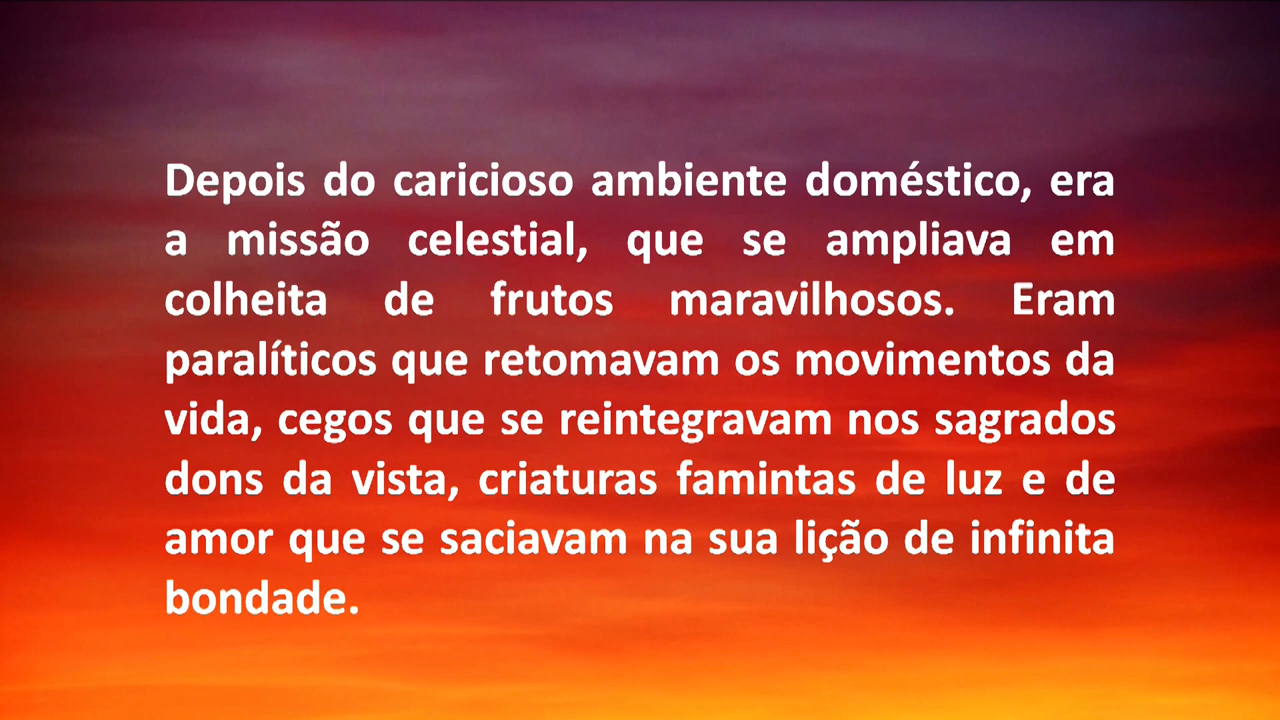 Depois do caricioso ambiente doméstico, era
a missão celestial, que se ampliava em
colheita de frutos maravilhosos. Eram
paralíticos que retomavam os movimentos da
vida, cegos que se reintegravam nos sagrados
dons da vista, criaturas famintas de luz e de
amor que se saciavam na sua lição de infinita
bondade.